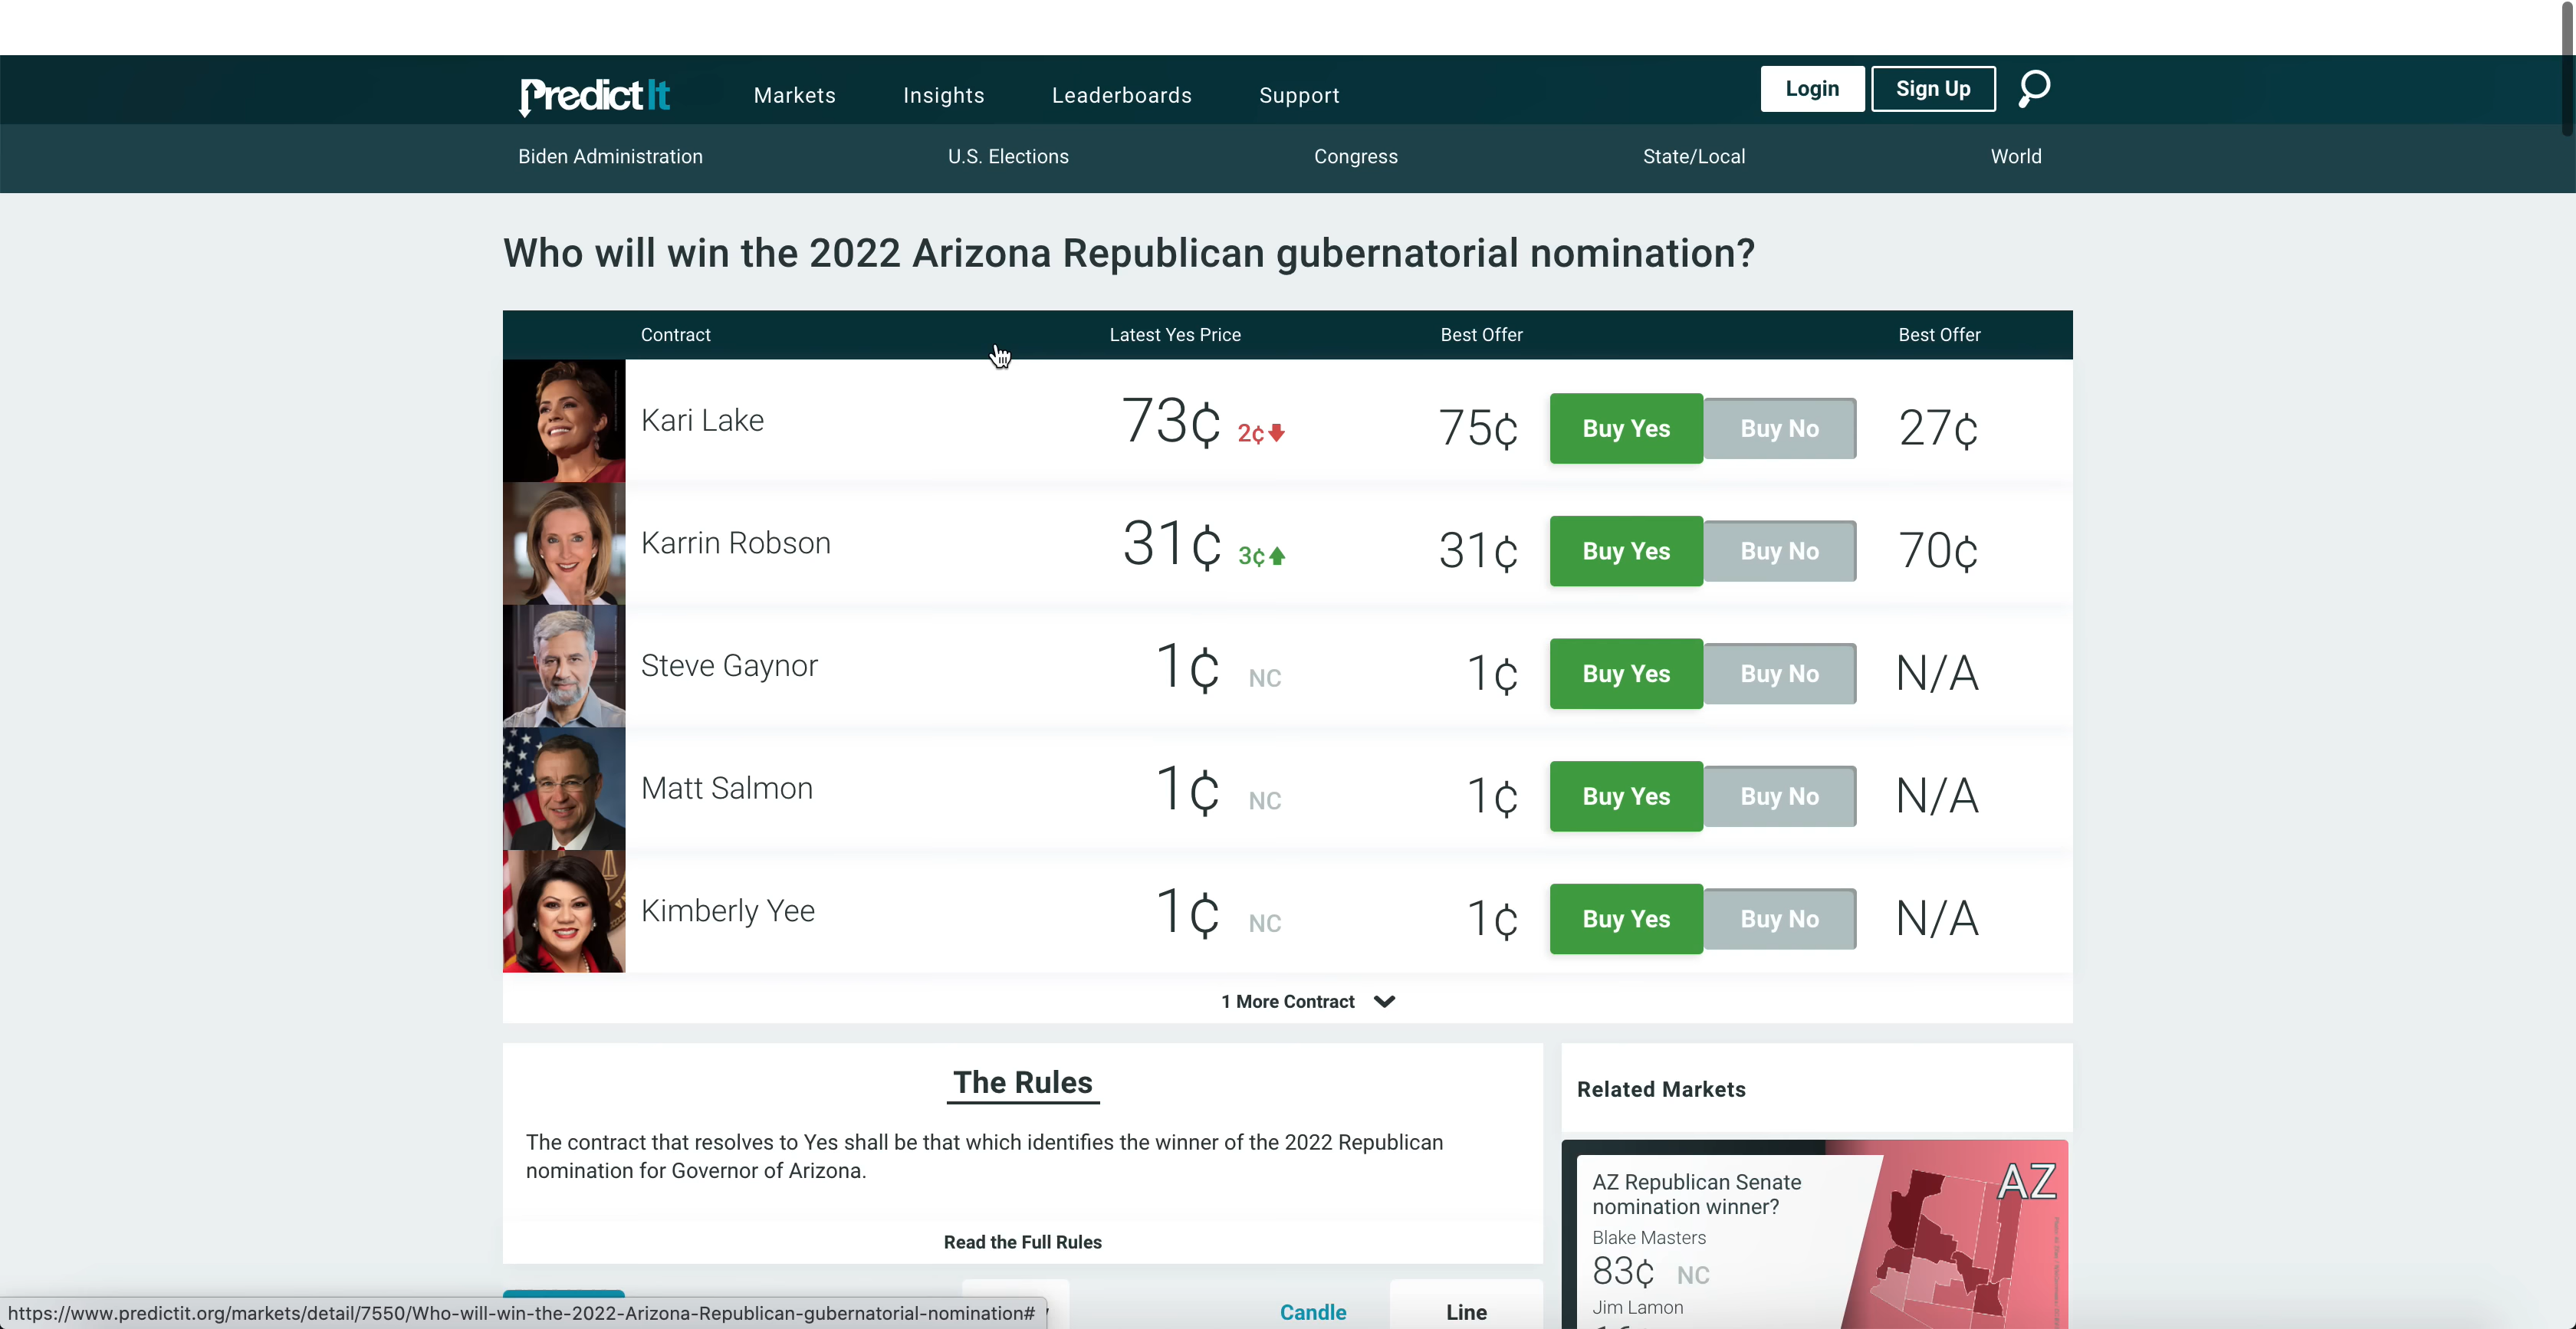 PredictIt
Markets
Insights
Leaderboards
Support
Login
Sign Up
Biden Administration
U.S. Elections
Congress
State/Local
World
Who will win the 2022 Arizona Republican gubernatorial nomination?
Contract Latest Yes Price Best Offer Best Offer
Kari Lake 73¢ 2¢ 75¢ Buy Yes Buy No 27¢
Karrin Robson 31¢ 3¢ 31¢ Buy Yes Buy No 70¢
Steve Gaynor 1¢ NC 1¢ Buy Yes Buy No N/A
Matt Salmon 1¢ NC 1¢ Buy Yes Buy No N/A
Kimberly Yee 1¢ NC 1¢ Buy Yes Buy No N/A
1 More Contract
The Rules
The contract that resolves to Yes shall be that which identifies the winner of the 2022 Republican
nomination for Governor of Arizona.
Read the Full Rules
Candle
Line
Related Markets
AZ Republican Senate
nomination winner?
Blake Masters
83¢ NC
Jim Lamon
AZ
https://www.predictit.org/markets/detail/7550/Who-will-win-the-2022-Arizona-Republican-gubernatorial-nomination#